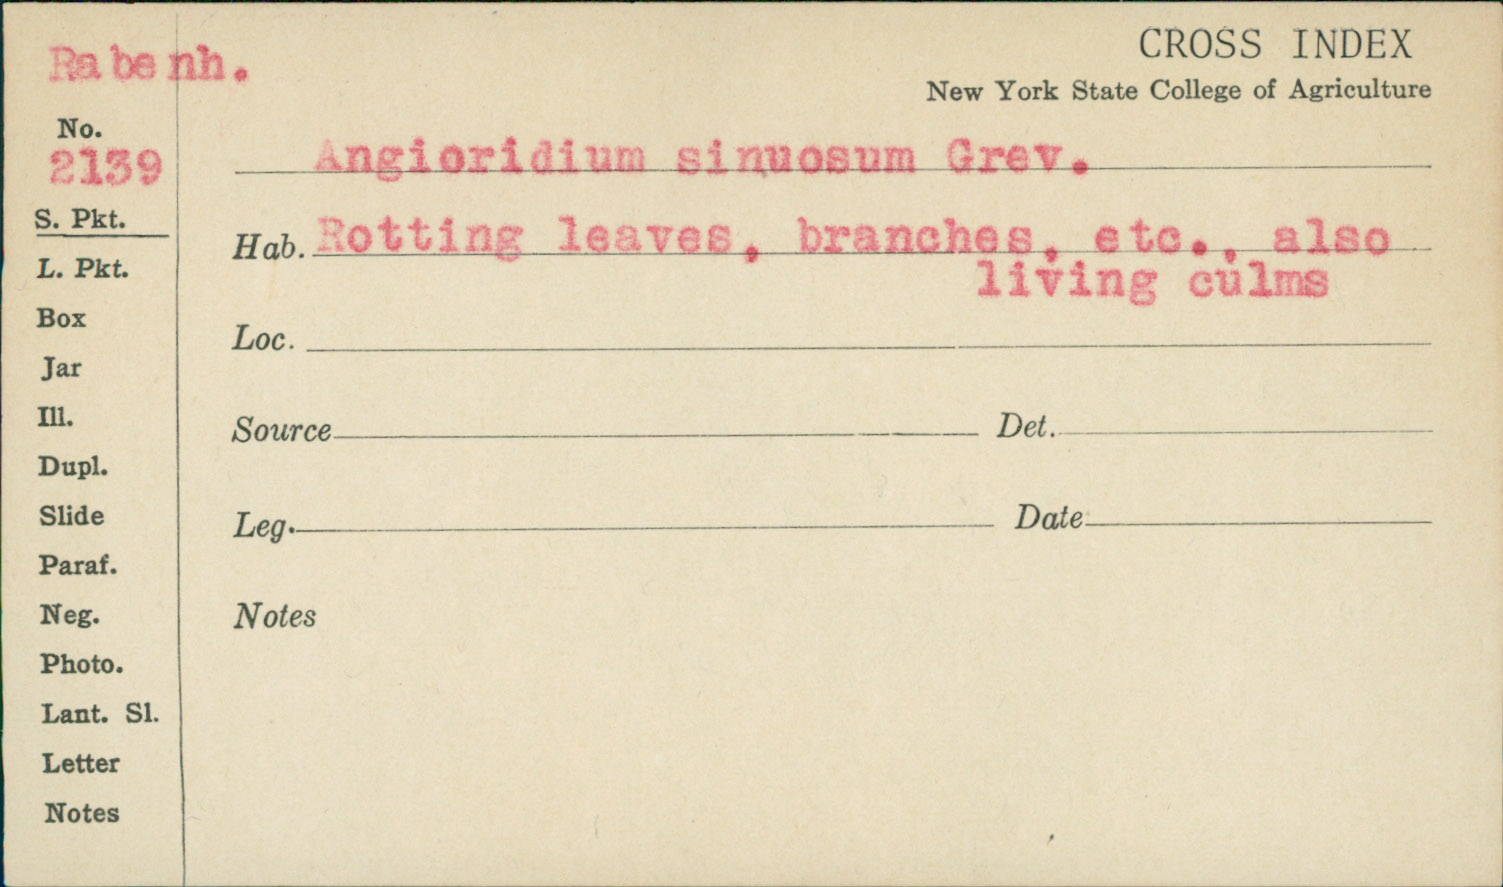 Rabenh.
CROSS INDEX
New York State College of Agriculture
No.
2139
Angioridium sinuosum Grev.
S. Pkt.
Hab. Rotting leaves, branches, etc., also
living culms
L. Pkt.
Box
Loc.
Jar
Ill.
Source Det.
Dupl.
Slide
Leg. Date
Paraf.
Neg.
Notes
Photo.
Lant. Sl.
Letter
Notes